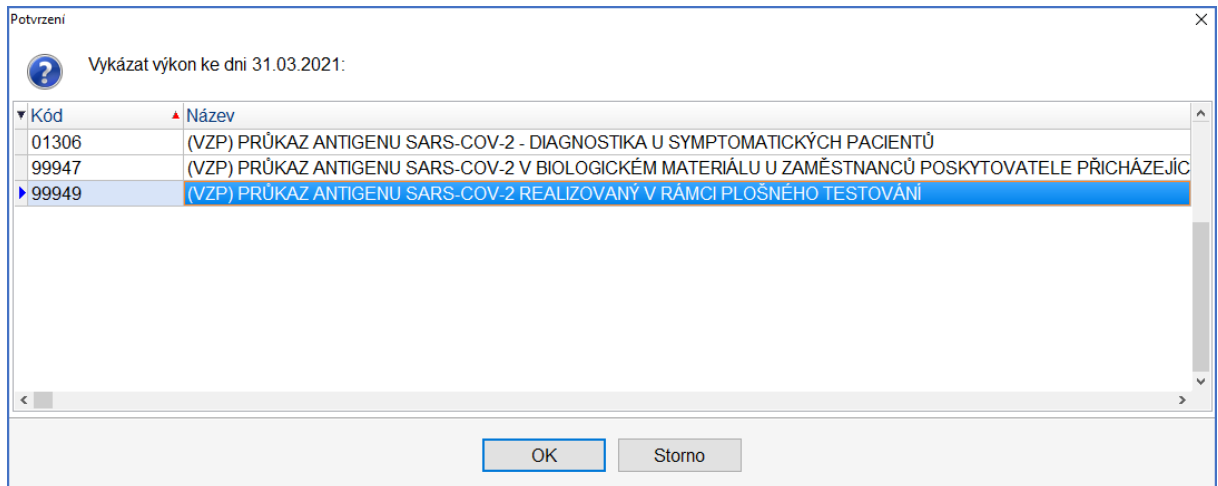 Potvrzení
Vykázat výkon ke dni 31.03.2021:
Kód Název
01306 (VZP) PRŮKAZ ANTIGENU SARS-COV-2 - DIAGNOSTIKA U SYMPTOMATICKÝCH PACIENTŮ
99947 (VZP) PRŮKAZ ANTIGENU SARS-COV-2 V BIOLOGICKÉM MATERIÁLU U ZAMĚSTNANCŮ POSKYTOVATELE PŘICHÁZEJÍC
99949 (VZP) PRŮKAZ ANTIGENU SARS-COV-2 REALIZOVANÝ V RÁMCI PLOŠNÉHO TESTOVÁNÍ
OK Storno